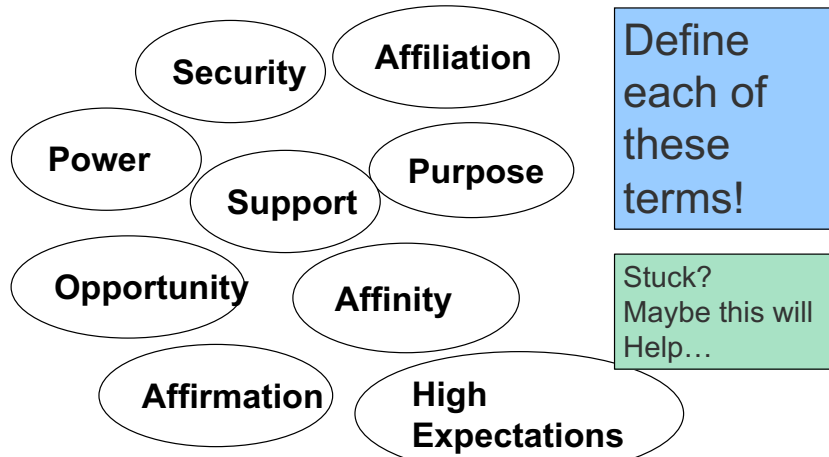 Security
Affiliation
Power
Support
Purpose
Opportunity
Affinity
Affirmation
High
Expectations
Define
each of
these
terms!
Stuck?
Maybe this will
Help…